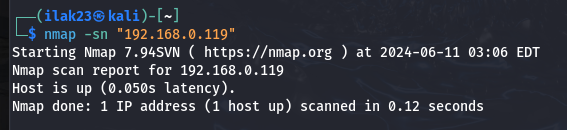 (ilak23㉿kali)-[~]
$ nmap -sn "192.168.0.119"
Starting Nmap 7.94SVN ( https://nmap.org ) at 2024-06-11 03:06 EDT
Nmap scan report for 192.168.0.119
Host is up (0.050s latency).
Nmap done: 1 IP address (1 host up) scanned in 0.12 seconds